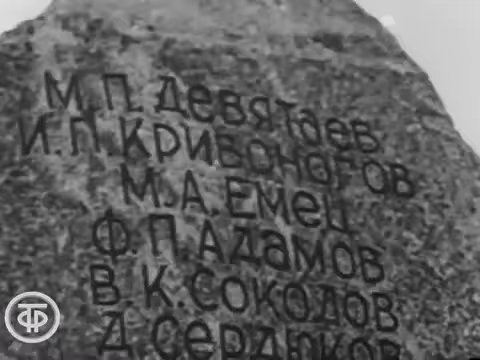 М.П. ДЕВЯТАЕВ
И.П. КРИВОНОГОВ
М.А. ЕМЕЦ
Ф.П. АДАМОВ
В.К. СОКОЛОВ
Д. СЕРДЮКОВ